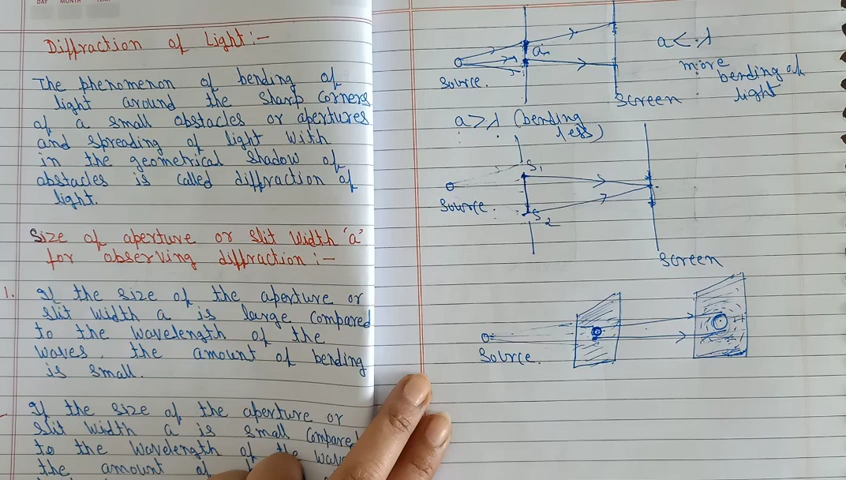 DAY MONTH
Diffraction of Light:-
The phenomenon of bending of
light around the sharp corners
of a small obstacles or apertures
and spreading of light with
in the geometrical shadow of
obstacles is called diffraction of
light.
Size of aperture or slit width 'a'
for observing diffraction:-
1. If the size of the aperture or
slit width a is large compared
to the wavelength of the
waves. the amount of bending
is small.
If the size of the aperture or
slit width a is small compare
to the wavelength of the wave
the amount of
Source.
a
Screen
a<λ
more
bending of
light
a>λ (bending
less)
S1
Source.
S2
Screen
Source.